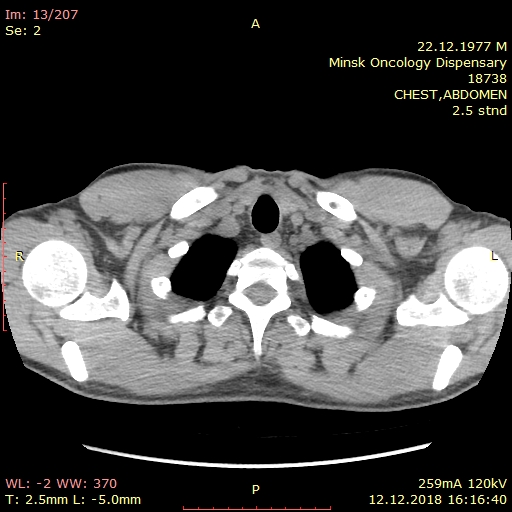 Im: 13/207
Se: 2
A
22.12.1977 M
Minsk Oncology Dispensary
18738
CHEST,ABDOMEN
2.5 stnd
R
L
WL: -2 WW: 370
T: 2.5mm L: -5.0mm
P
259mA 120kV
12.12.2018 16:16:40